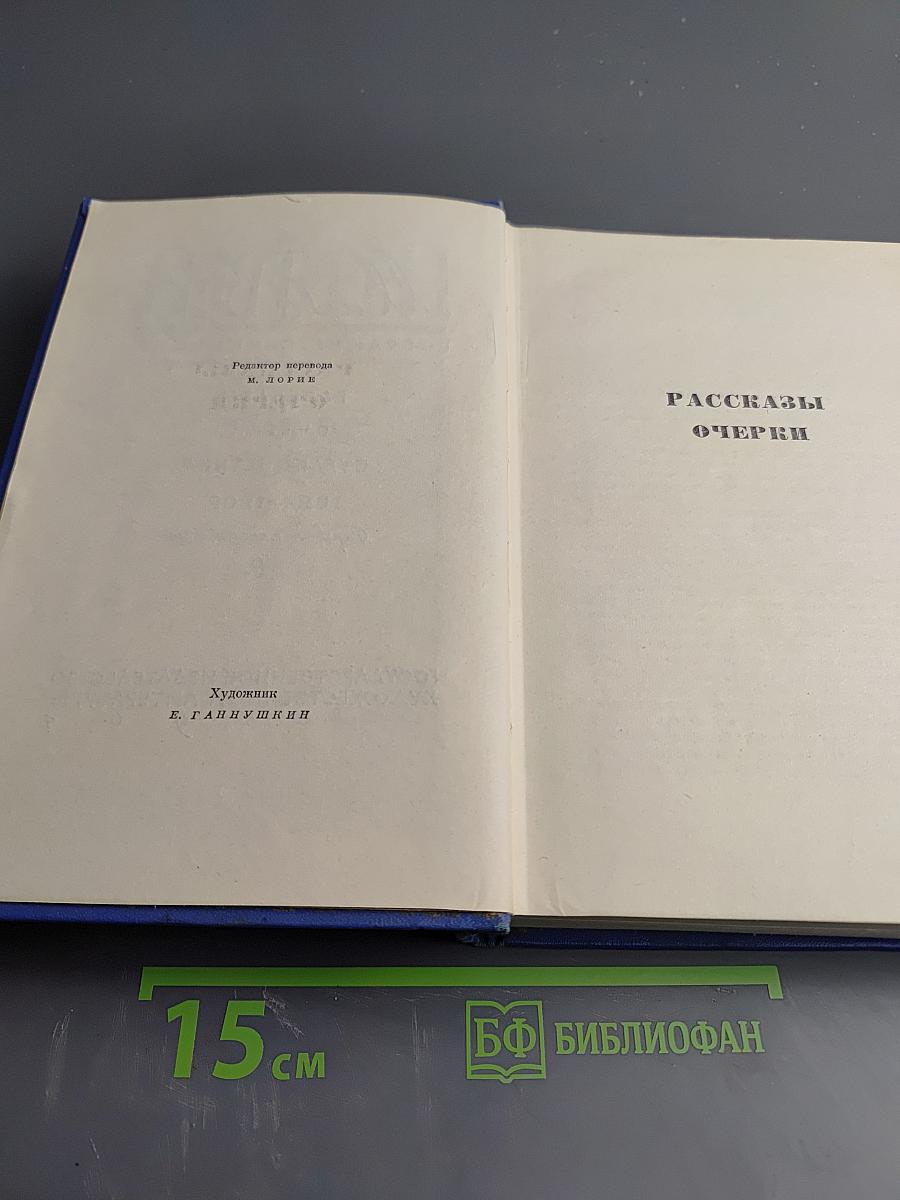 Редактор перевода
М. ЛОРИЕ
Художник
Е. ГАННУШКИН
РАССКАЗЫ
ОЧЕРКИ
15 см
БФ БИБЛИОФАН